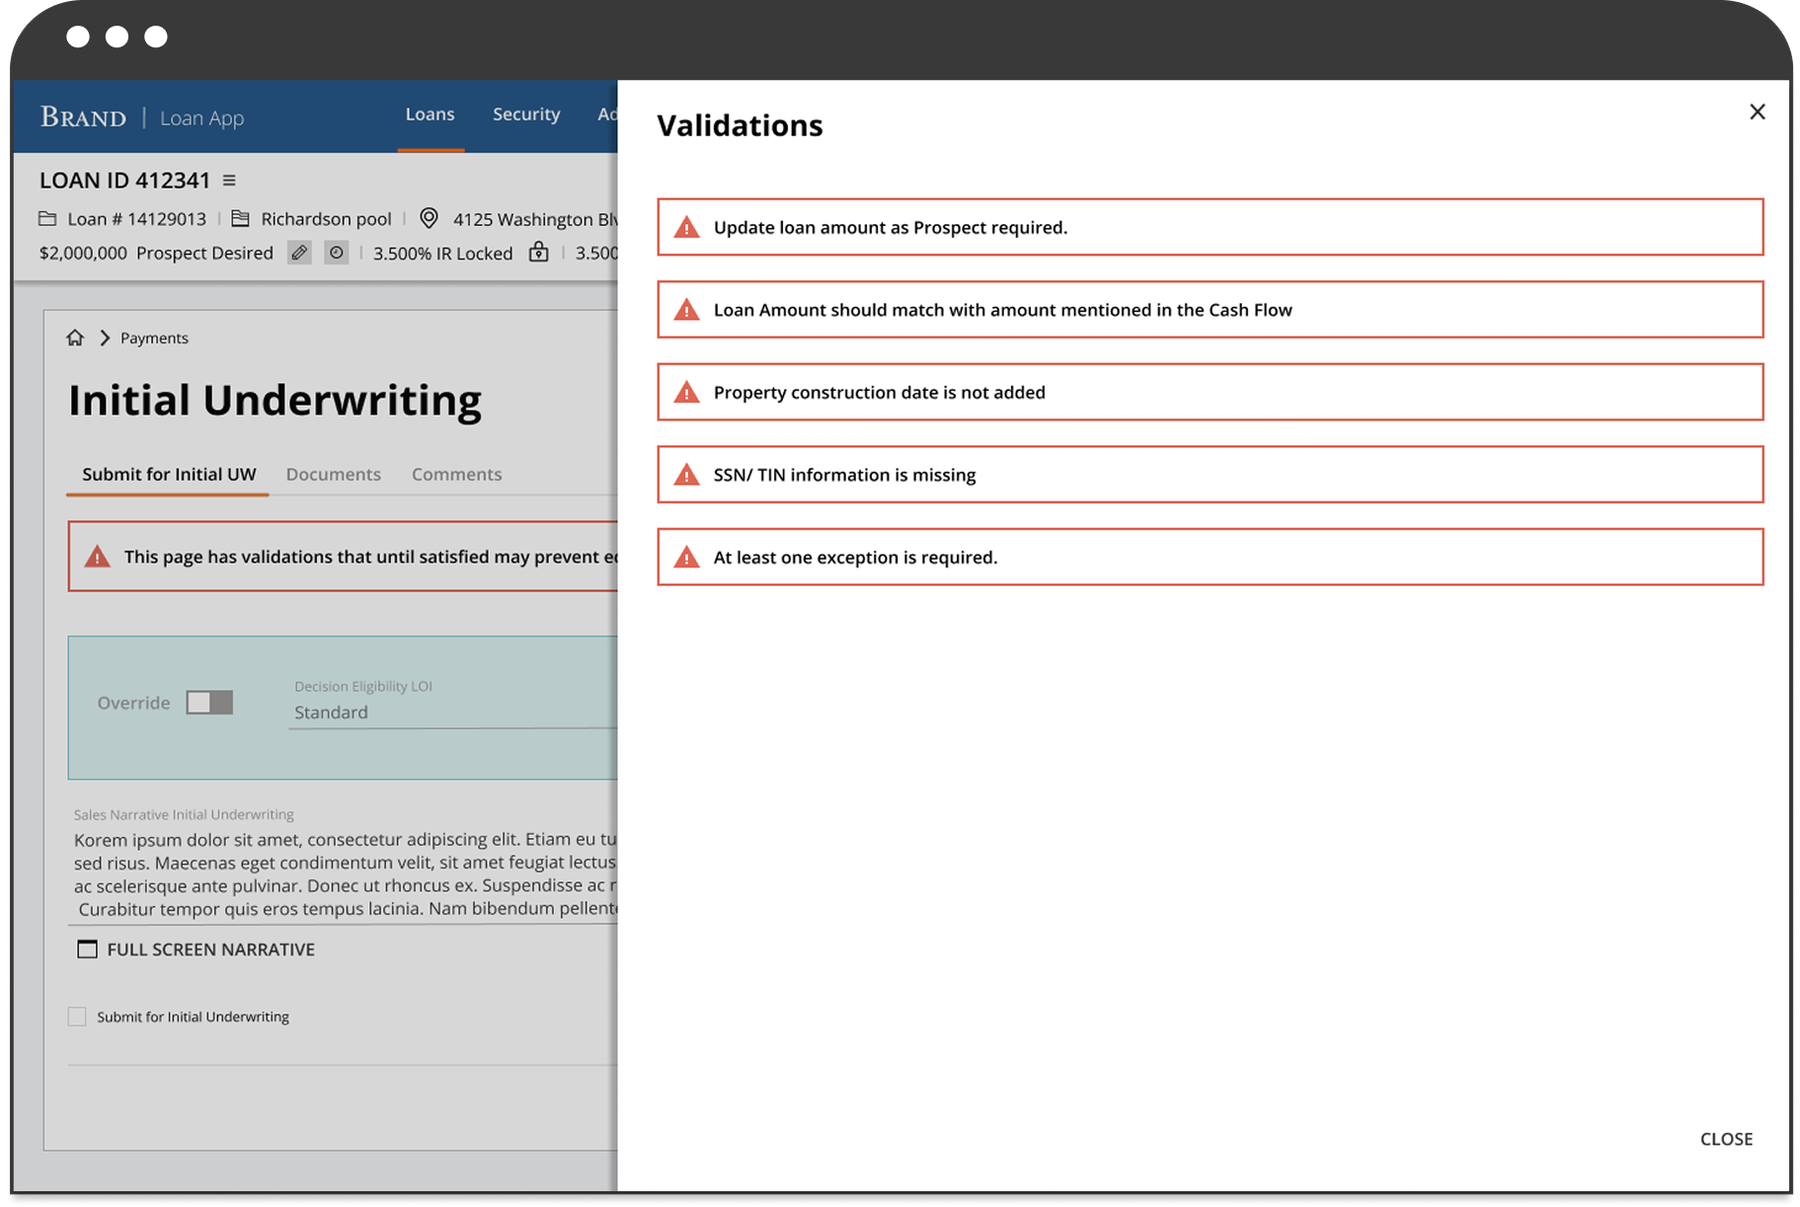 BRAND | Loan App
Loans Security Ad
LOAN ID 412341
Loan # 14129013 | Richardson pool | 4125 Washington Blv
$2,000,000 Prospect Desired | 3.500% IR Locked | 3.500
Payments
Initial Underwriting
Submit for Initial UW Documents Comments
This page has validations that until satisfied may prevent
Override
Decision Eligibility LOI
Standard
Sales Narrative Initial Underwriting
Korem ipsum dolor sit amet, consectetur adipiscing elit. Etiam eu tu
sed risus. Maecenas eget condimentum velit, sit amet feugiat lectus
ac scelerisque ante pulvinar. Donec ut rhoncus ex. Suspendisse ac r
Curabitur tempor quis eros tempus lacinia. Nam bibendum pellent
FULL SCREEN NARRATIVE
Submit for Initial Underwriting
Validations
Update loan amount as Prospect required.
Loan Amount should match with amount mentioned in the Cash Flow
Property construction date is not added
SSN/ TIN information is missing
At least one exception is required.
CLOSE